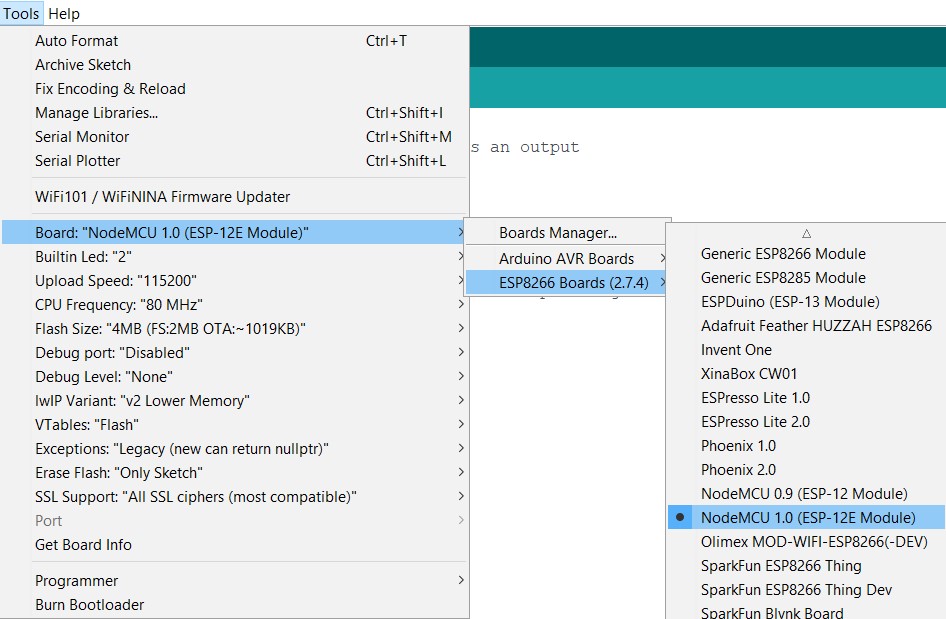 Tools Help
Auto Format Ctrl+T
Archive Sketch
Fix Encoding & Reload
Manage Libraries... Ctrl+Shift+I
Serial Monitor Ctrl+Shift+M
Serial Plotter Ctrl+Shift+L
WiFi101 / WiFiNINA Firmware Updater
Board: "NodeMCU 1.0 (ESP-12E Module)"
Builtin Led: "2"
Upload Speed: "115200"
CPU Frequency: "80 MHz"
Flash Size: "4MB (FS:2MB OTA:~1019KB)"
Debug port: "Disabled"
Debug Level: "None"
IwIP Variant: "v2 Lower Memory"
VTables: "Flash"
Exceptions: "Legacy (new can return nullptr)"
Erase Flash: "Only Sketch"
SSL Support: "All SSL ciphers (most compatible)"
Port
Get Board Info
Programmer
Burn Bootloader
s an output
Boards Manager...
Arduino AVR Boards
ESP8266 Boards (2.7.4)
Generic ESP8266 Module
Generic ESP8285 Module
ESPDuino (ESP-13 Module)
Adafruit Feather HUZZAH ESP8266
Invent One
XinaBox CW01
ESPresso Lite 1.0
ESPresso Lite 2.0
Phoenix 1.0
Phoenix 2.0
NodeMCU 0.9 (ESP-12 Module)
NodeMCU 1.0 (ESP-12E Module)
Olimex MOD-WIFI-ESP8266(-DEV)
SparkFun ESP8266 Thing
SparkFun ESP8266 Thing Dev
SparkFun Blynk Board